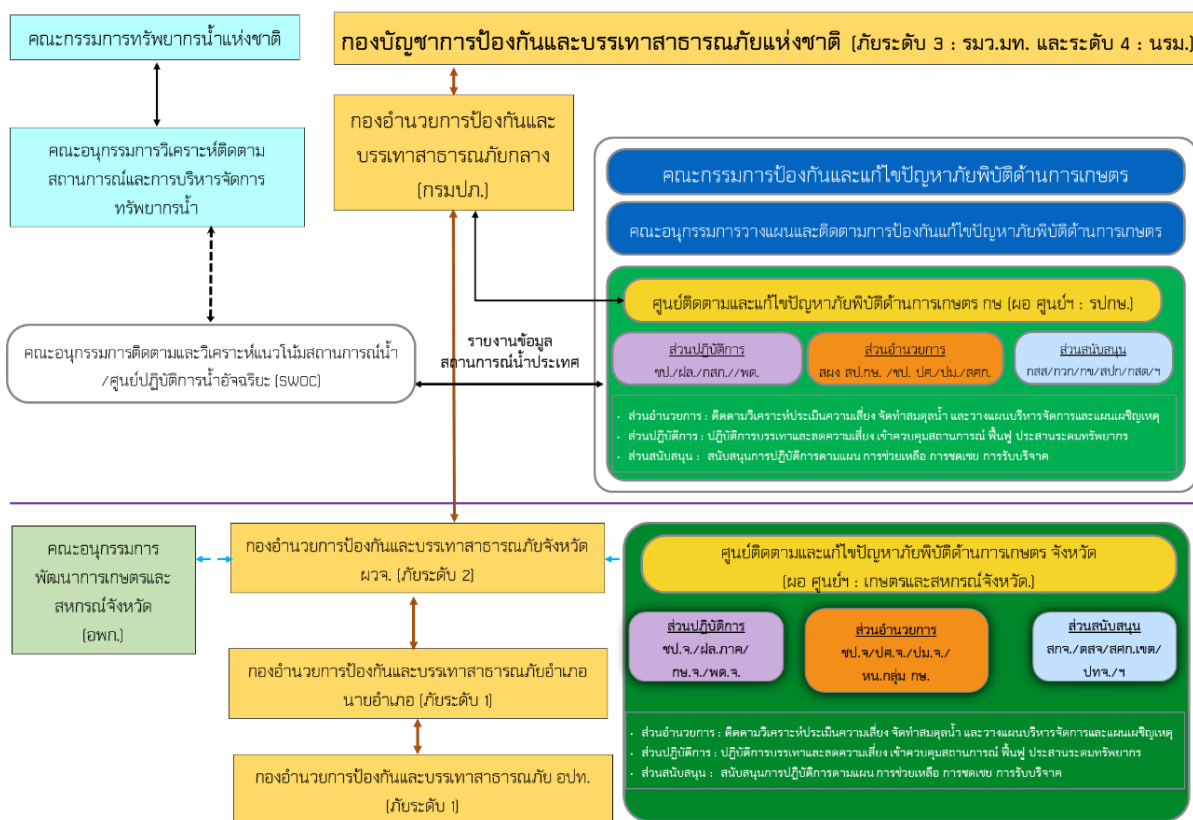 คณะกรรมการทรัพยากรน้ำแห่งชาติ
กองบัญชาการป้องกันและบรรเทาสาธารณภัยแห่งชาติ (ภัยระดับ 3 : รมว.มท. และระดับ 4 : นรม.)
กองอำนวยการป้องกันและ
บรรเทาสาธารณภัยกลาง
(กรมปภ.)
คณะอนุกรรมการวิเคราะห์ติดตาม
สถานการณ์และการบริหารจัดการ
ทรัพยากรน้ำ
คณะกรรมการป้องกันและแก้ไขปัญหาภัยพิบัติด้านการเกษตร
คณะอนุกรรมการวางแผนและติดตามการป้องกันแก้ไขปัญหาภัยพิบัติด้านการเกษตร
ศูนย์ติดตามและแก้ไขปัญหาภัยพิบัติด้านการเกษตร กษ (ผอ ศูนย์ฯ : รปกษ.)
คณะอนุกรรมการติดตามและวิเคราะห์แนวโน้มสถานการณ์น้ำ
/ศูนย์ปฏิบัติการน้ำอัจฉริยะ (SWOC)
รายงานข้อมูล
สถานการณ์น้ำประเทศ
ส่วนปฏิบัติการ
ชป./ฝล./กสก.//พด.
ส่วนอำนวยการ
สผง สป.กษ. /ชป. ปศ./ปม./สศก.
ส่วนสนับสนุน
กสส/กวก/กข/สปก/กสต/ฯ
• ส่วนอำนวยการ : ติดตามวิเคราะห์ประเมินความเสี่ยง จัดทำสมดุลน้ำ และวางแผนบริหารจัดการและแผนเผชิญเหตุ
• ส่วนปฏิบัติการ : ปฏิบัติการบรรเทาและลดความเสี่ยง เข้าควบคุมสถานการณ์ ฟื้นฟู ประสานระดมทรัพยากร
• ส่วนสนับสนุน : สนับสนุนการปฏิบัติการตามแผน การช่วยเหลือ การชดเชย การรับบริจาค
คณะอนุกรรมการ
พัฒนาการเกษตรและ
สหกรณ์จังหวัด
(อพก.)
กองอำนวยการป้องกันและบรรเทาสาธารณภัยจังหวัด
ผวจ. (ภัยระดับ 2)
กองอำนวยการป้องกันและบรรเทาสาธารณภัยอำเภอ
นายอำเภอ (ภัยระดับ 1)
กองอำนวยการป้องกันและบรรเทาสาธารณภัย อปท.
(ภัยระดับ 1)
ศูนย์ติดตามและแก้ไขปัญหาภัยพิบัติด้านการเกษตร จังหวัด
(ผอ ศูนย์ฯ : เกษตรและสหกรณ์จังหวัด.)
ส่วนปฏิบัติการ
ชป.จ./ฝล.ภาค/
กษ.จ./พด.จ.
ส่วนอำนวยการ
ชป.จ/ปศ.จ/ปม.จ./
หน.กลุ่ม กษ.
ส่วนสนับสนุน
สกจ./ตสจ/สศก.เขต/
ปทจ./ฯ
• ส่วนอำนวยการ : ติดตามวิเคราะห์ประเมินความเสี่ยง จัดทำสมดุลน้ำ และวางแผนบริหารจัดการและแผนเผชิญเหตุ
• ส่วนปฏิบัติการ : ปฏิบัติการบรรเทาและลดความเสี่ยง เข้าควบคุมสถานการณ์ ฟื้นฟู ประสานระดมทรัพยากร
• ส่วนสนับสนุน : สนับสนุนการปฏิบัติการตามแผน การช่วยเหลือ การชดเชย การรับบริจาค